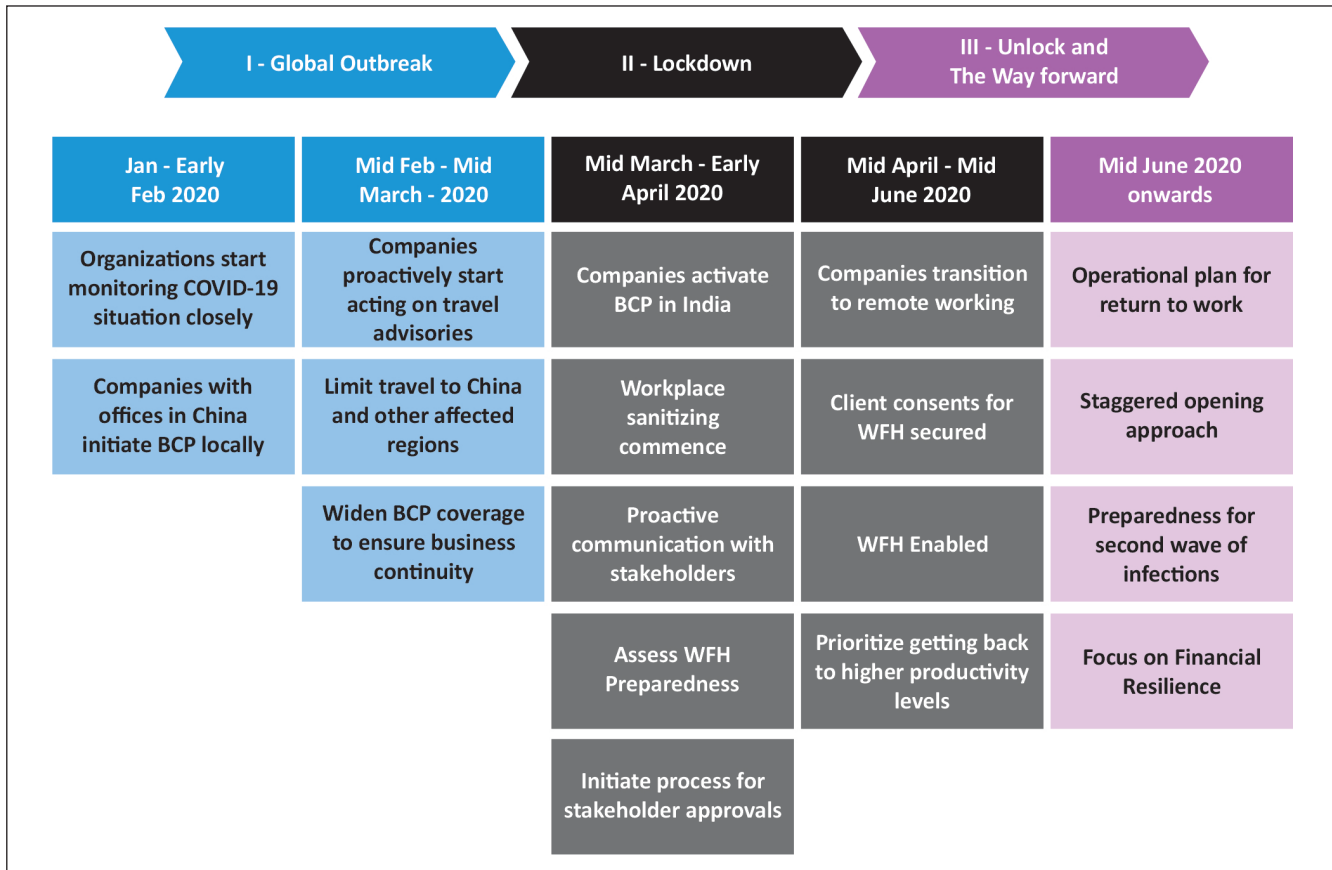 I - Global Outbreak
II - Lockdown
III - Unlock and
The Way forward
Jan - Early
Feb 2020
Organizations start
monitoring COVID-19
situation closely
Companies with
offices in China
initiate BCP locally
Mid Feb - Mid
March - 2020
Companies
proactively start
acting on travel
advisories
Limit travel to China
and other affected
regions
Widen BCP coverage
to ensure business
continuity
Mid March - Early
April 2020
Companies activate
BCP in India
Workplace
sanitizing
commence
Proactive
communication with
stakeholders
Assess WFH
Preparedness
Initiate process for
stakeholder approvals
Mid April - Mid
June 2020
Companies transition
to remote working
Client consents for
WFH secured
WFH Enabled
Prioritize getting back
to higher productivity
levels
Mid June 2020
onwards
Operational plan for
return to work
Staggered opening
approach
Preparedness for
second wave of
infections
Focus on Financial
Resilience